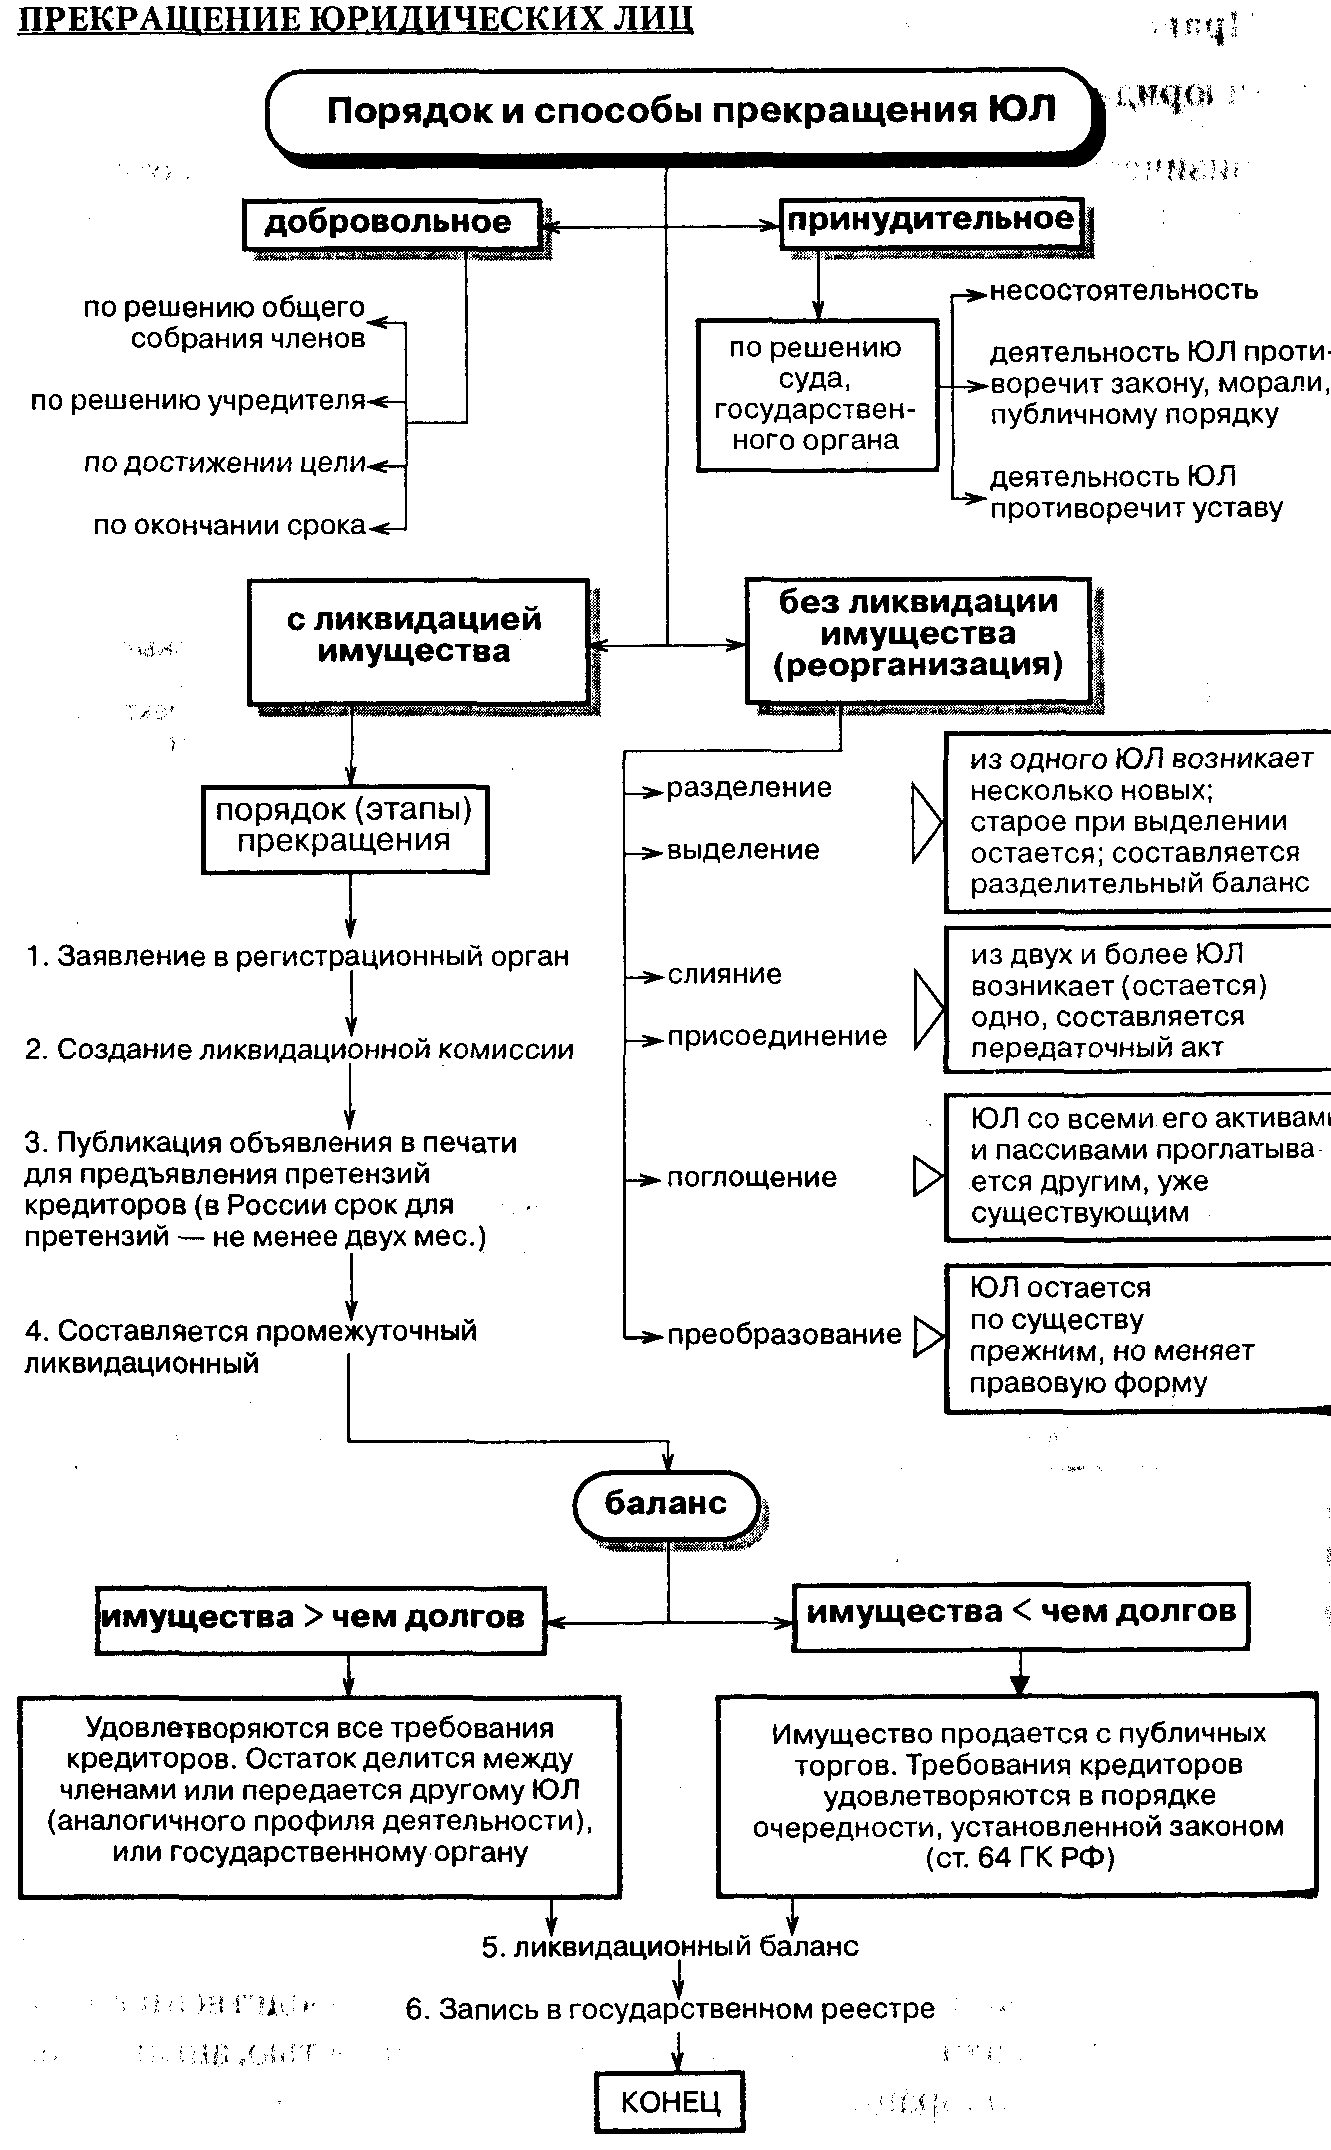 ПРЕКРАЩЕНИЕ ЮРИДИЧЕСКИХ ЛИЦ
Порядок и способы прекращения ЮЛ
добровольное
принудительное
по решению общего
собрания членов
по решению учредителя
по достижении цели
по окончании срока
по решению
суда,
государствен-
ного органа
несостоятельность
деятельность ЮЛ проти-
воречит закону, морали,
публичному порядку
деятельность ЮЛ
противоречит уставу
с ликвидацией
имущества
без ликвидации
имущества
(реорганизация)
порядок (этапы)
прекращения
1. Заявление в регистрационный орган
2. Создание ликвидационной комиссии
3. Публикация объявления в печати
для предъявления претензий
кредиторов (в России срок для
претензий — не менее двух мес.)
4. Составляется промежуточный
ликвидационный
разделение
выделение
из одного ЮЛ возникает
несколько новых;
старое при выделении
остается; составляется
разделительный баланс
слияние
присоединение
из двух и более ЮЛ
возникает (остается)
одно, составляется
передаточный акт
поглощение
ЮЛ со всеми его активами
и пассивами проглатыва
ется другим, уже
существующим
преобразование
ЮЛ остается
по существу
прежним, но меняет
правовую форму
баланс
имущества > чем долгов
имущества < чем долгов
Удовлетворяются все требования
кредиторов. Остаток делится между
членами или передается другому ЮЛ
(аналогичного профиля деятельности),
или государственному органу
Имущество продается с публичных
торгов. Требования кредиторов
удовлетворяются в порядке
очередности, установленной законом
(ст. 64 ГК РФ)
5. ликвидационный баланс
6. Запись в государственном реестре
КОНЕЦ